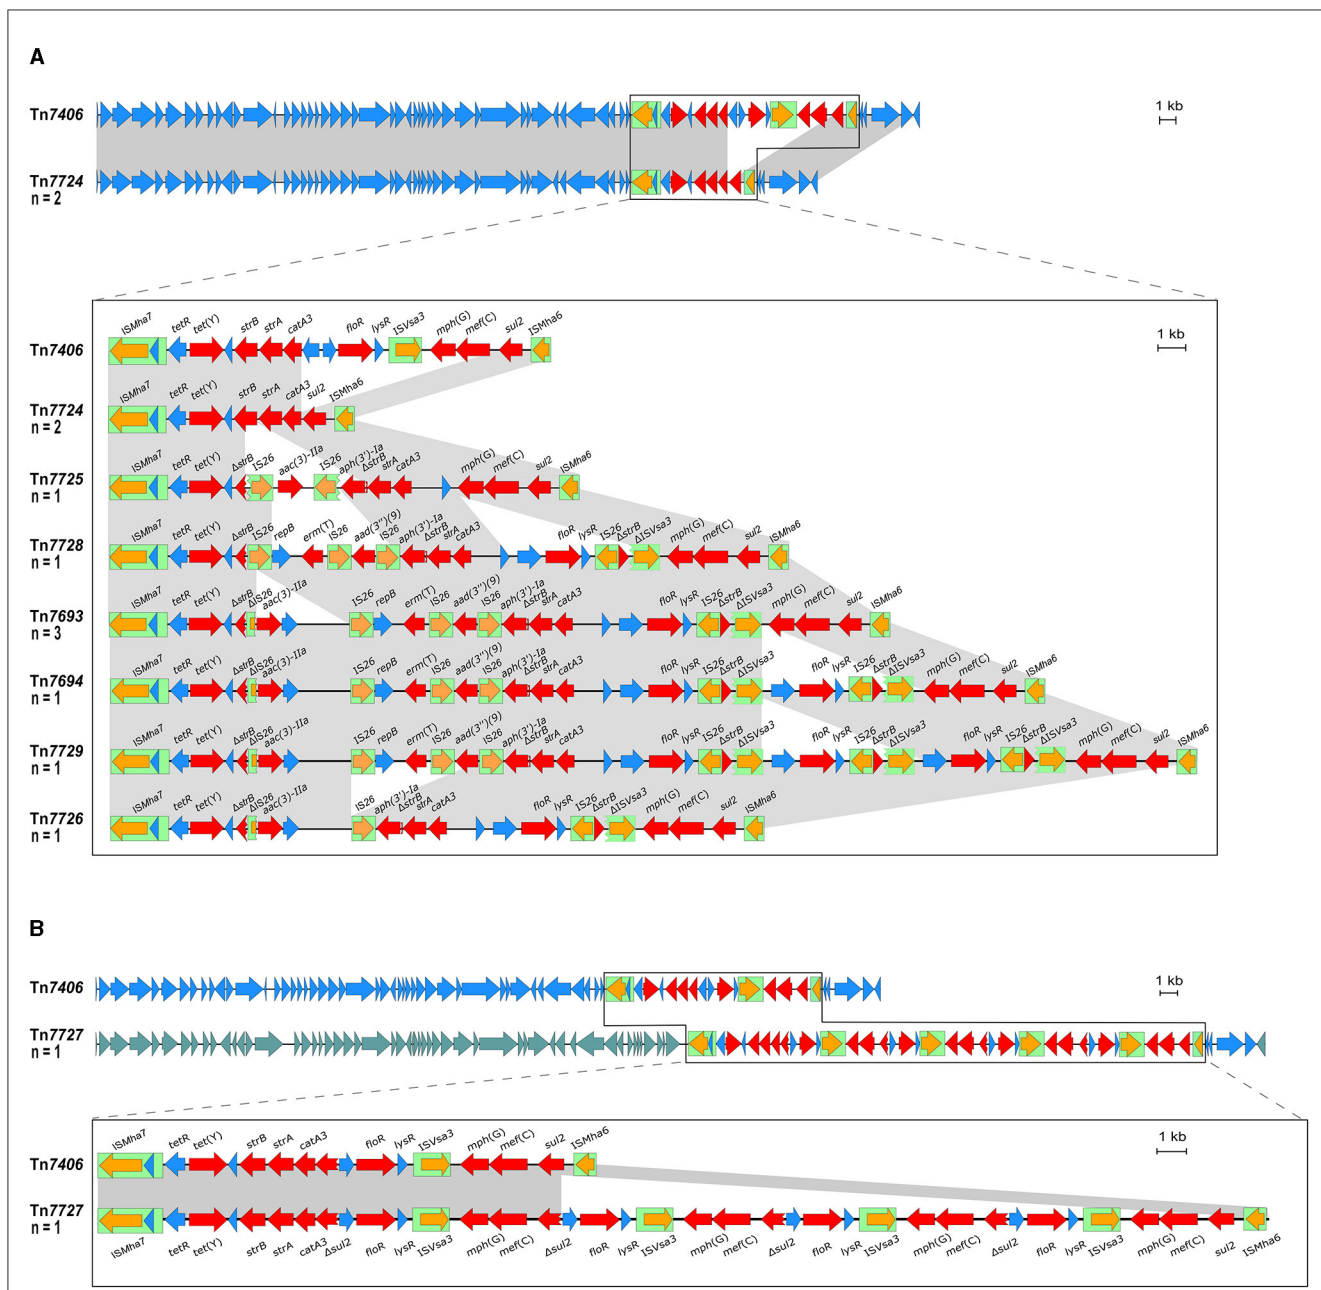 A
Tn7406
1 kb
Tn7724
n = 2
ISMha7 tetR tet(Y) strB strA catA3 floR lysR ISVsa3 mph(G) mef(C) sul2 ISMha6
Tn7406
1 kb
ISMha7 tetR tet(Y) strB strA catA3 sul2 ISMha6
Tn7724
n = 2
ISMha7 tetR tet(Y) ΔstrB IS26 aac(3)-IIa IS26 aph(3')-Ia ΔstrB strA catA3 mph(G) mef(C) sul2 ISMha6
Tn7725
n = 1
ISMha7 tetR tet(Y) ΔstrB IS26 repB erm(T) IS26 aad(3'')(9) IS26 aph(3')-Ia ΔstrB strA catA3 floR lysR IS26 ΔstrB ΔISVsa3 mph(G) mef(C) sul2 ISMha6
Tn7728
n = 1
ISMha7 tetR tet(Y) ΔstrB ΔIS26 aac(3)-IIa IS26 repB erm(T) IS26 aad(3'')(9) IS26 aph(3')-Ia ΔstrB strA catA3 floR lysR IS26 ΔstrB ΔISVsa3 mph(G) mef(C) sul2 ISMha6
Tn7693
n = 3
ISMha7 tetR tet(Y) ΔstrB ΔIS26 aac(3)-IIa IS26 repB erm(T) IS26 aad(3'')(9) IS26 aph(3')-Ia ΔstrB strA catA3 floR lysR IS26 ΔstrB ΔISVsa3 floR lysR IS26 ΔstrB ΔISVsa3 mph(G) mef(C) sul2 ISMha6
Tn7694
n = 1
ISMha7 tetR tet(Y) ΔstrB ΔIS26 aac(3)-IIa IS26 repB erm(T) IS26 aad(3'')(9) IS26 aph(3')-Ia ΔstrB strA catA3 floR lysR IS26 ΔstrB ΔISVsa3 floR lysR IS26 ΔstrB ΔISVsa3 floR lysR IS26 ΔstrB ΔISVsa3 mph(G) mef(C) sul2 ISMha6
Tn7729
n = 1
ISMha7 tetR tet(Y) ΔstrB ΔIS26 aac(3)-IIa IS26 aph(3')-Ia ΔstrB strA catA3 floR lysR IS26 ΔstrB ΔISVsa3 mph(G) mef(C) sul2 ISMha6
Tn7726
n = 1
B
Tn7406
1 kb
Tn7727
n = 1
ISMha7 tetR tet(Y) strB strA catA3 floR lysR ISVsa3 mph(G) mef(C) sul2 ISMha6
1 kb
Tn7406
Tn7727
n = 1
ISMha7 tetR tet(Y) strB strA catA3 Δsul2 floR lysR ISVsa3 mph(G) mef(C) Δsul2 floR lysR ISVsa3 mph(G) mef(C) Δsul2 floR lysR ISVsa3 mph(G) mef(C) Δsul2 floR lysR ISVsa3 mph(G) mef(C) sul2 ISMha6